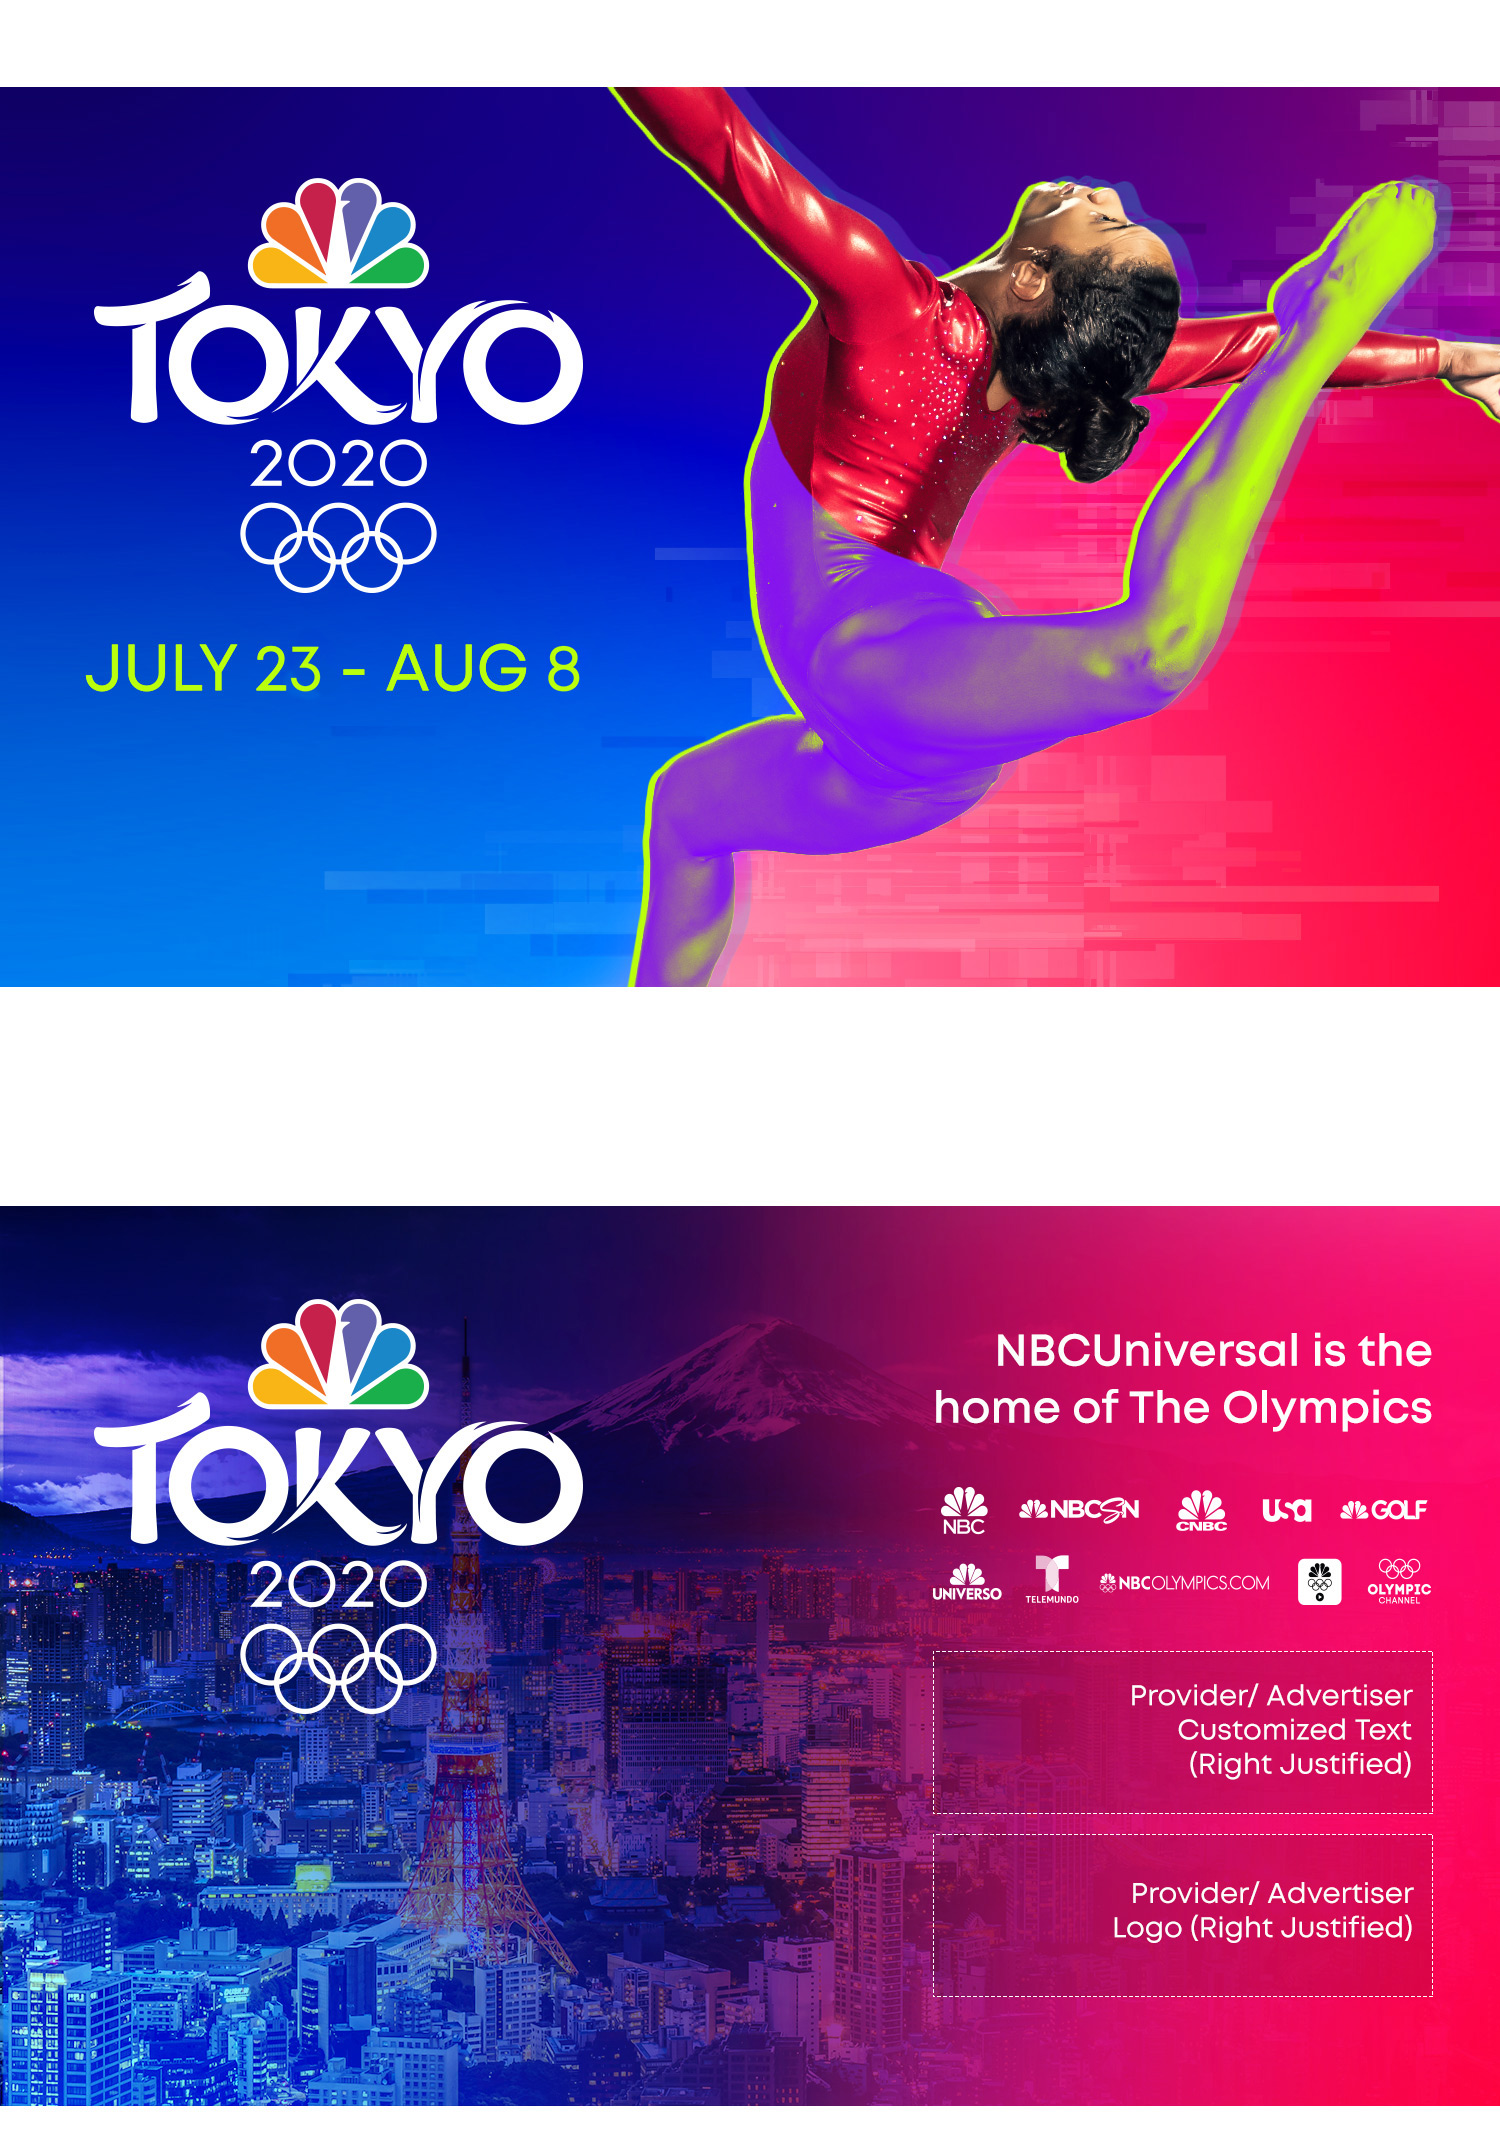 TOKYO
2020
JULY 23 - AUG 8
TOKYO
2020
NBCUniversal is the
home of The Olympics
NBC NBCSN CNBC USA GOLF
UNIVERSO TELEMUNDO NBCOLYMPICS.COM OLYMPIC CHANNEL
Provider/ Advertiser
Customized Text
(Right Justified)
Provider/ Advertiser
Logo (Right Justified)